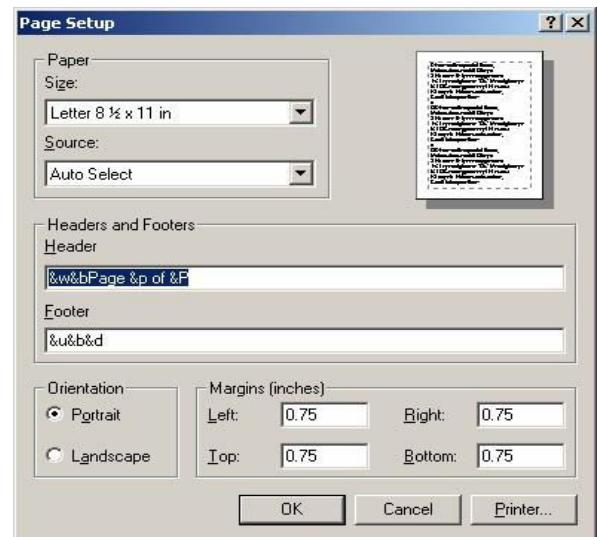 Page Setup
Paper
Size:
Letter 8 ½ x 11 in
Source:
Auto Select
Headers and Footers
Header
&w&bPage &p of &P
Footer
&u&b&d
Orientation
Portrait
Landscape
Margins (inches)
Left: 0.75 Right: 0.75
Top: 0.75 Bottom: 0.75
OK Cancel Printer...